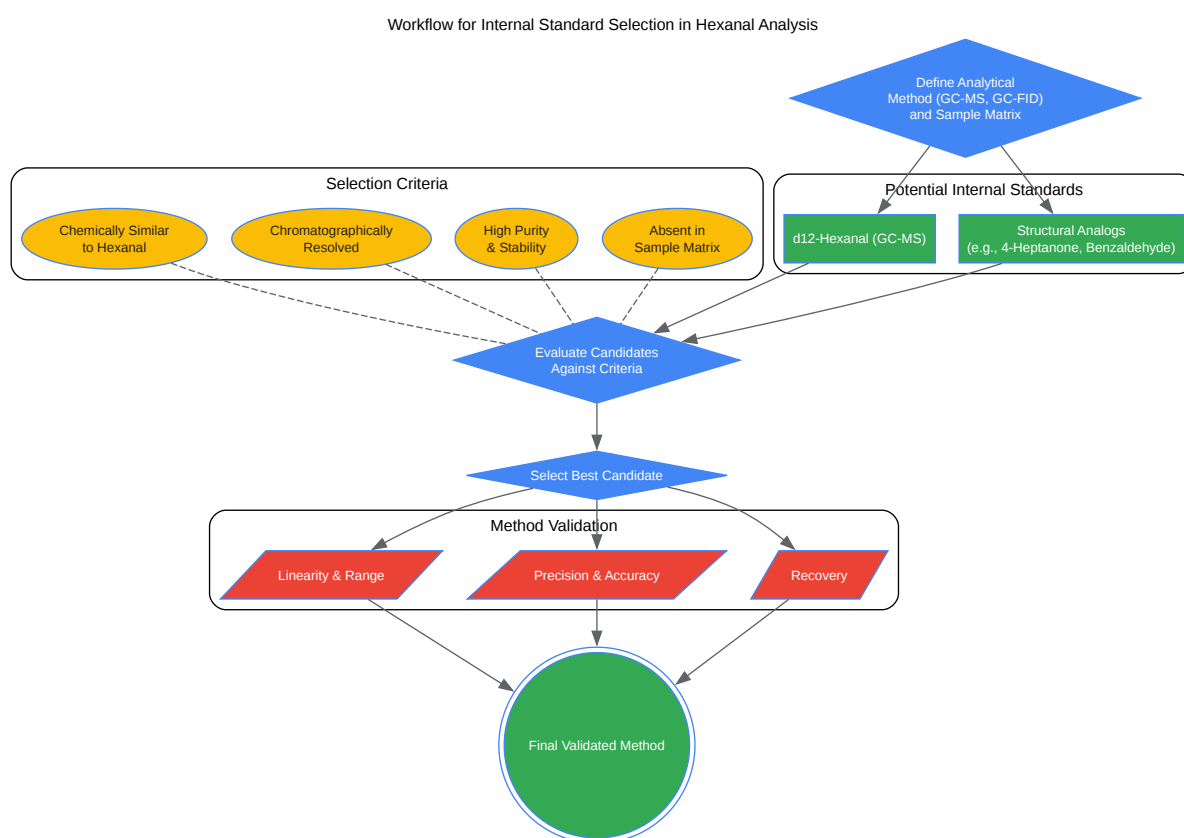 Workflow for Internal Standard Selection in Hexanal Analysis
Define Analytical
Method (GC-MS, GC-FID)
and Sample Matrix
Selection Criteria
Chemically Similar
to Hexanal
Chromatographically
Resolved
High Purity
& Stability
Absent in
Sample Matrix
Potential Internal Standards
d12-Hexanal (GC-MS)
Structural Analogs
(e.g., 4-Heptanone, Benzaldehyde)
Evaluate Candidates
Against Criteria
Select Best Candidate
Method Validation
Linearity & Range
Precision & Accuracy
Recovery
Final Validated Method